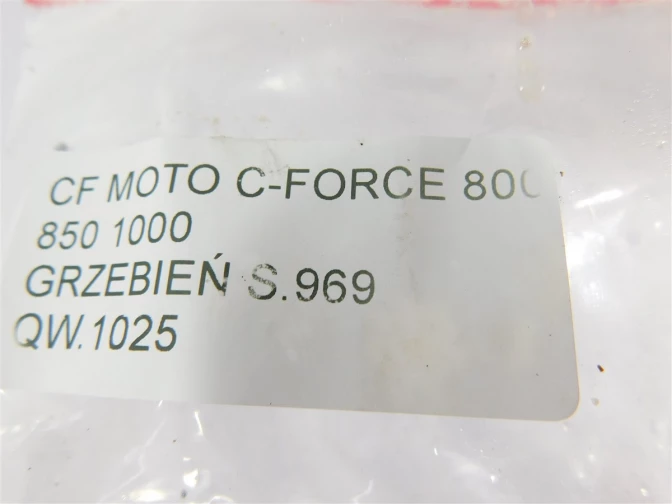 CF MOTO C-FORCE 800
850 1000
GRZEBIEŃ S.969
QW.1025